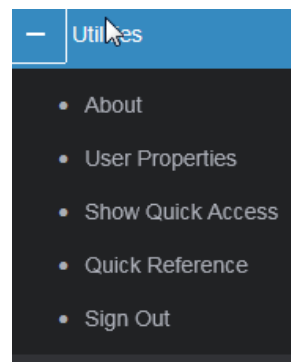 Utilities
About
User Properties
Show Quick Access
Quick Reference
Sign Out